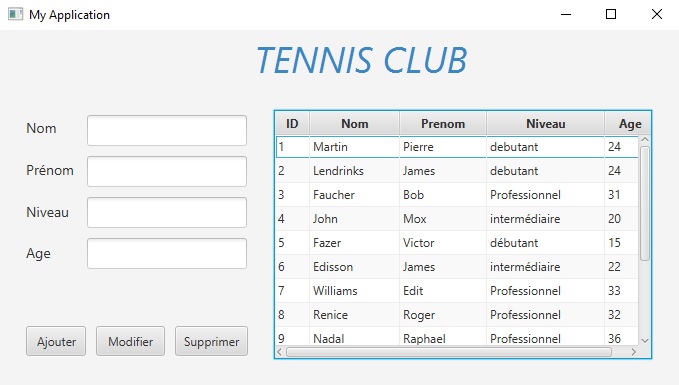 My Application
TENNIS CLUB
Nom
Prénom
Niveau
Age
Ajouter Modifier Supprimer
ID Nom Prenom Niveau Age
1 Martin Pierre debutant 24
2 Lendrinks James debutant 24
3 Faucher Bob Professionnel 31
4 John Mox intermédiaire 20
5 Fazer Victor débutant 15
6 Edisson James intermédiaire 22
7 Williams Edit Professionnel 33
8 Renice Roger Professionnel 32
9 Nadal Raphael Professionnel 36